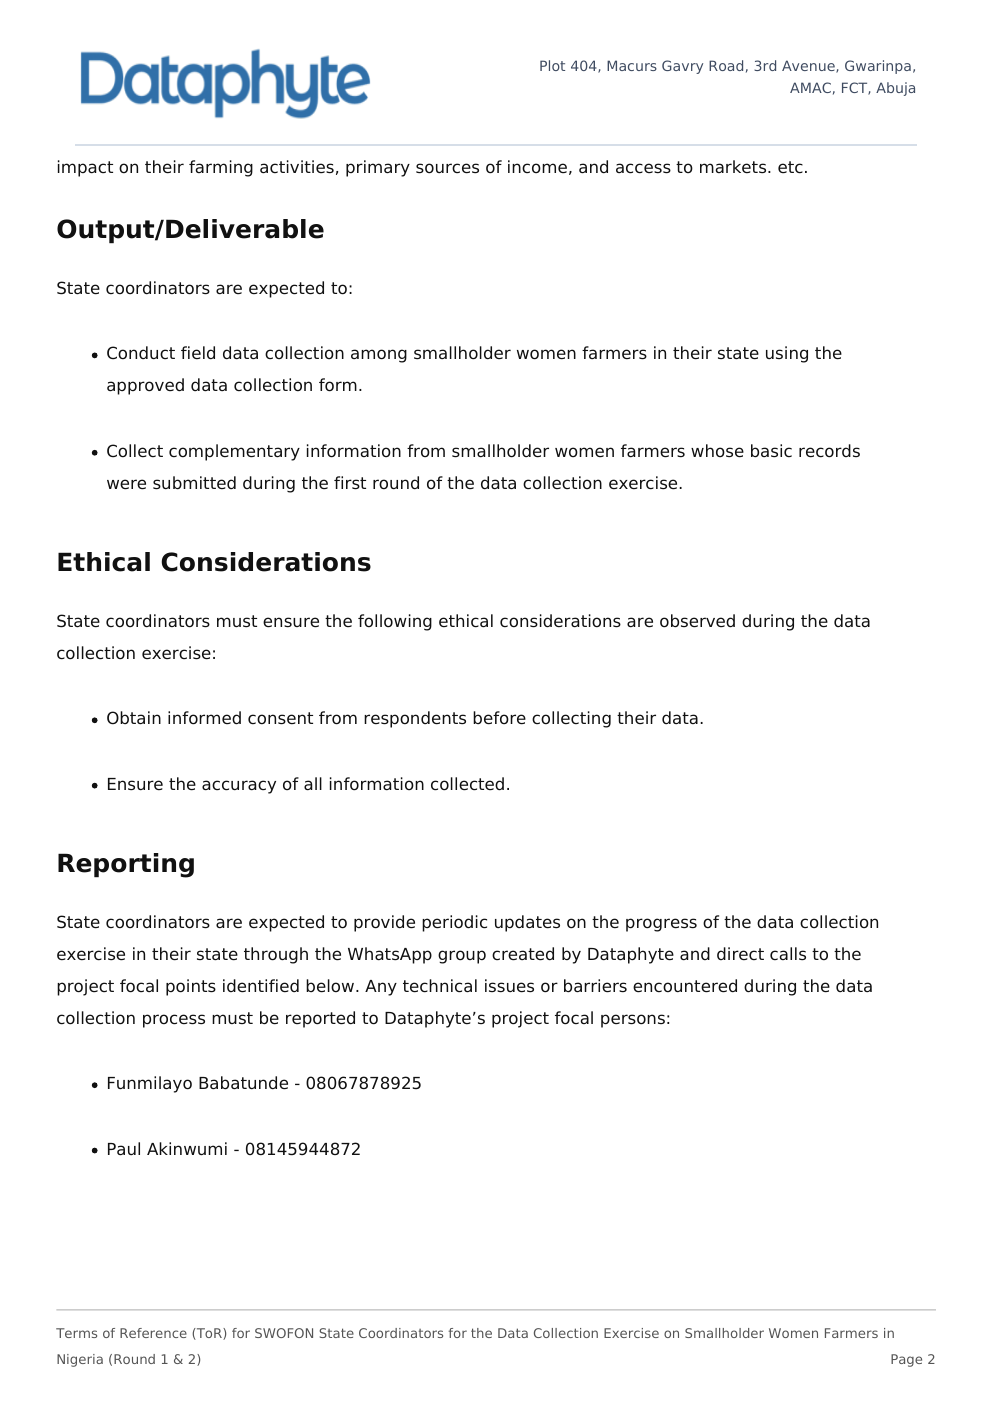 Dataphyte
Plot 404, Macurs Gavry Road, 3rd Avenue, Gwarinpa,
AMAC, FCT, Abuja
impact on their farming activities, primary sources of income, and access to markets. etc.
Output/Deliverable
State coordinators are expected to:
• Conduct field data collection among smallholder women farmers in their state using the
approved data collection form.
• Collect complementary information from smallholder women farmers whose basic records
were submitted during the first round of the data collection exercise.
Ethical Considerations
State coordinators must ensure the following ethical considerations are observed during the data
collection exercise:
• Obtain informed consent from respondents before collecting their data.
• Ensure the accuracy of all information collected.
Reporting
State coordinators are expected to provide periodic updates on the progress of the data collection
exercise in their state through the WhatsApp group created by Dataphyte and direct calls to the
project focal points identified below. Any technical issues or barriers encountered during the data
collection process must be reported to Dataphyte’s project focal persons:
• Funmilayo Babatunde - 08067878925
• Paul Akinwumi - 08145944872
Terms of Reference (ToR) for SWOFON State Coordinators for the Data Collection Exercise on Smallholder Women Farmers in
Nigeria (Round 1 & 2)
Page 2